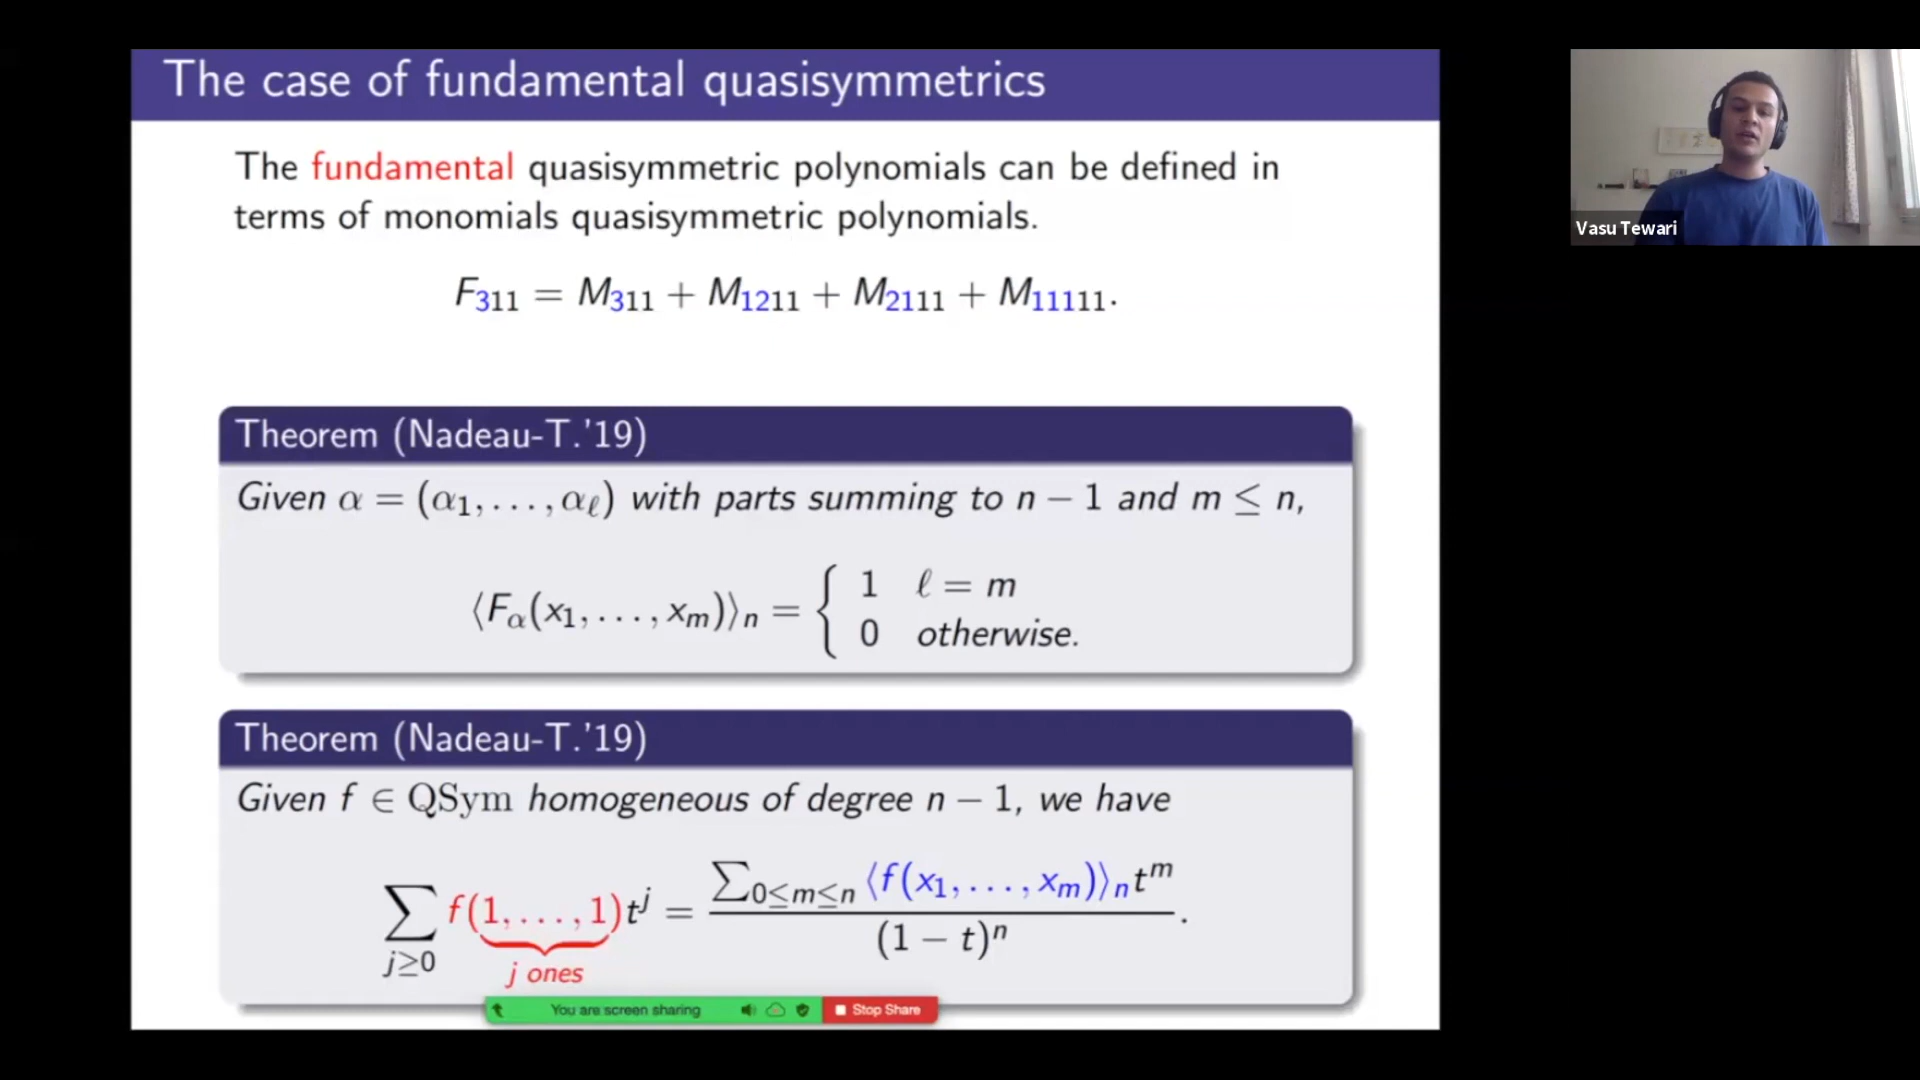 The case of fundamental quasisymmetrics
The fundamental quasisymmetric polynomials can be defined in
terms of monomials quasisymmetric polynomials.
F₃₁₁ = M₃₁₁ + M₁₂₁₁ + M₂₁₁₁ + M₁₁₁₁₁.
Theorem (Nadeau-T.'19)
Given α = (α₁, . . . , αℓ) with parts summing to n − 1 and m ≤ n,
⟨Fα(x₁, . . . , xm)⟩n = { 1 ℓ = m
0 otherwise.
Theorem (Nadeau-T.'19)
Given f ∈ QSym homogeneous of degree n − 1, we have
∑j≥0 f(1, . . . , 1)t^j = ∑0≤m≤n ⟨f(x₁, . . . , xm)⟩n t^m / (1 − t)^n .
j ones
You are screen sharing
Stop Share
Vasu Tewari